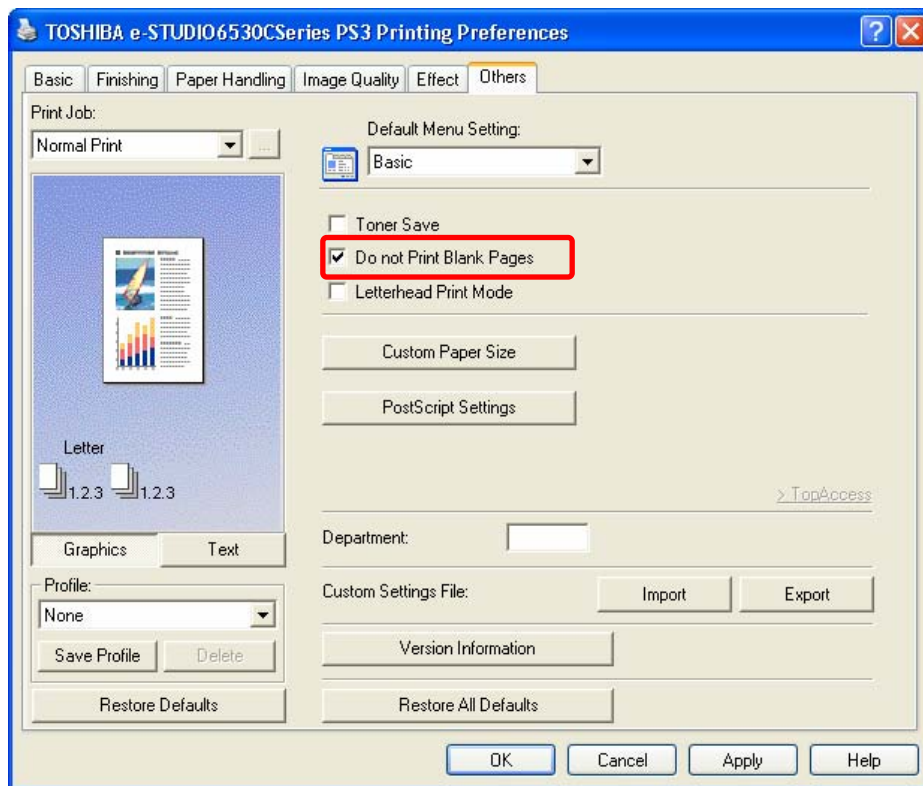 TOSHIBA e-STUDIO6530CSeries PS3 Printing Preferences
Basic Finishing Paper Handling Image Quality Effect Others
Print Job:
Normal Print ...
Letter
1.2.3 1.2.3
Graphics Text
Profile:
None
Save Profile Delete
Restore Defaults
Default Menu Setting:
Basic
Toner Save
Do not Print Blank Pages
Letterhead Print Mode
Custom Paper Size
PostScript Settings
> TopAccess
Department:
Custom Settings File: Import Export
Version Information
Restore All Defaults
OK Cancel Apply Help